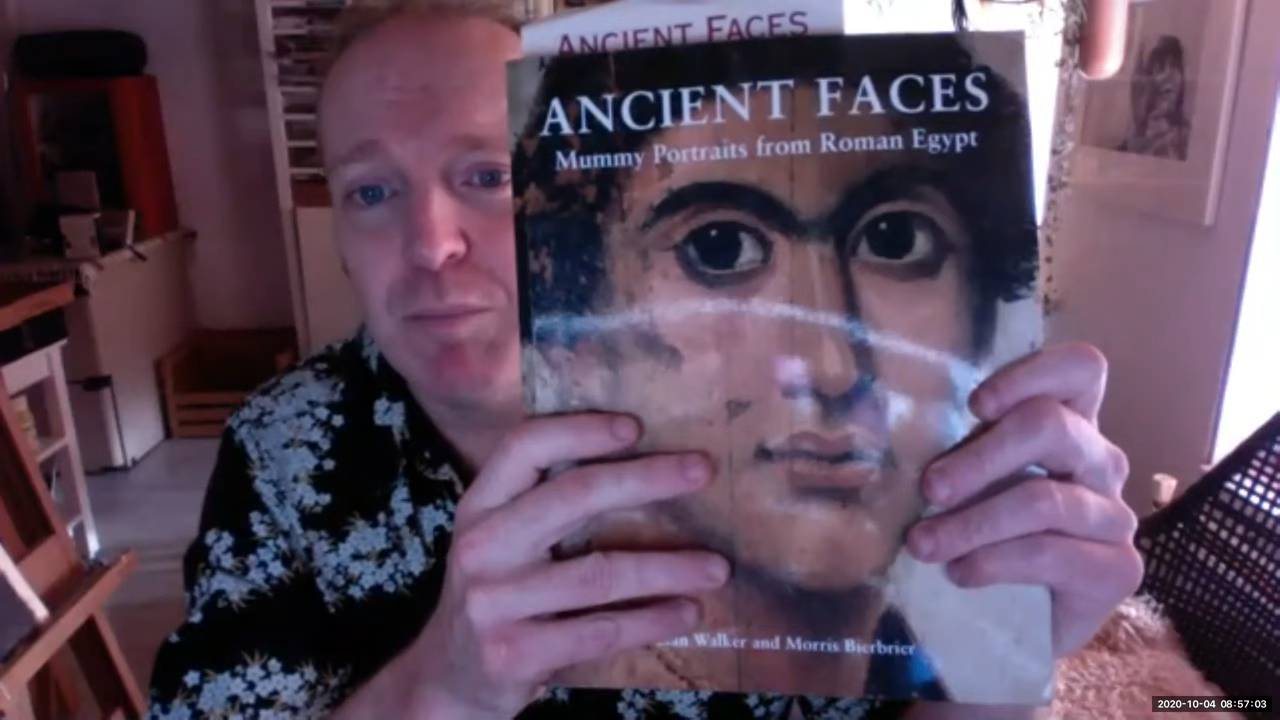 ANCIENT FACES
ANCIENT FACES
Mummy Portraits from Roman Egypt
Walker and Morris Bierbrier
2020-10-04 08:57:03